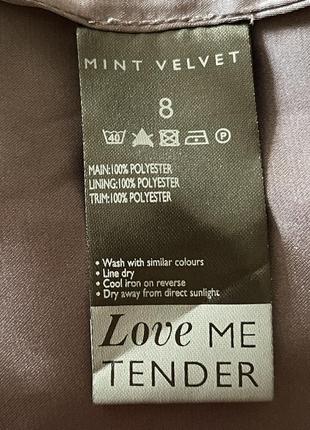 MINT VELVET
8
40 P
MAIN:100% POLYESTER
LINING:100% POLYESTER
TRIM:100% POLYESTER
• Wash with similar colours
• Line dry
• Cool iron on reverse
• Dry away from direct sunlight
Love ME
TENDER